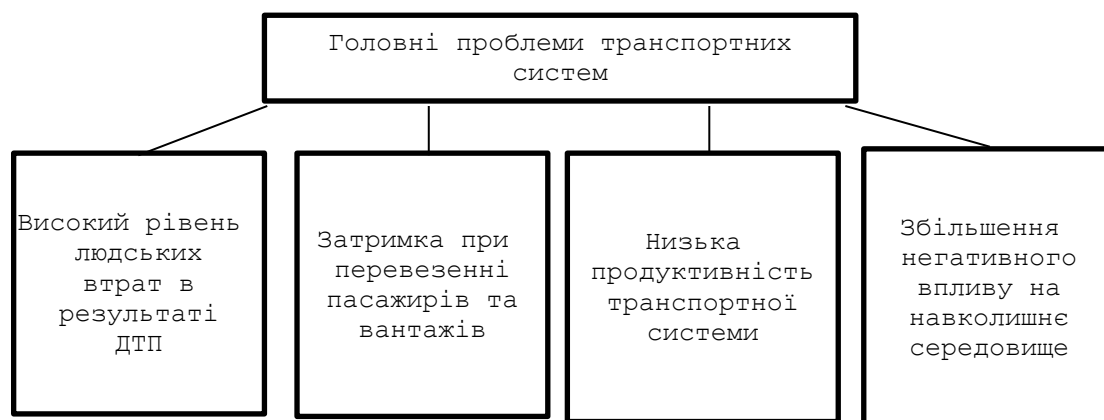 Головні проблеми транспортних
систем
Високий рівень
людських
втрат в
результаті
ДТП
Затримка при
перевезенні
пасажирів та
вантажів
Низька
продуктивність
транспортної
системи
Збільшення
негативного
впливу на
навколишнє
середовище